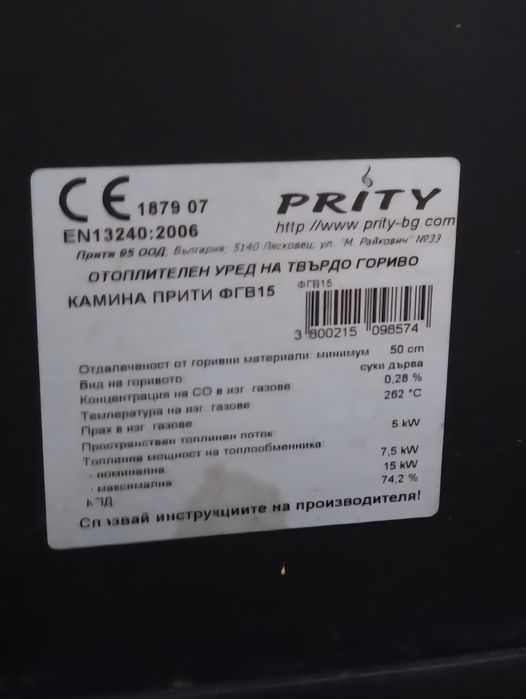 CE 1879 07
PRITY
EN13240:2006
http //www prity-bg com
Прити 95 ООД, България, 5140 Лясковец, ул. "М. Райкович" №33
ОТОПЛИТЕЛЕН УРЕД НА ТВЪРДО ГОРИВО
КАМИНА ПРИТИ ФГВ15
ФГВ15
3 800215 098574
Отдалеченост от горивни материали: минимум 50 cm
Вид на горивото: сухи дърва
Концентрация на CO в изг. газове: 0,28 %
Температура на изг. газове: 262 °C
Прах в изг. газове
Пространствен топлинен поток: 5 kW
Топлинна мощност на топлообменника:
- номинална 7,5 kW
- максимална 15 kW
КПД 74,2 %
Спазвай инструкциите на производителя!